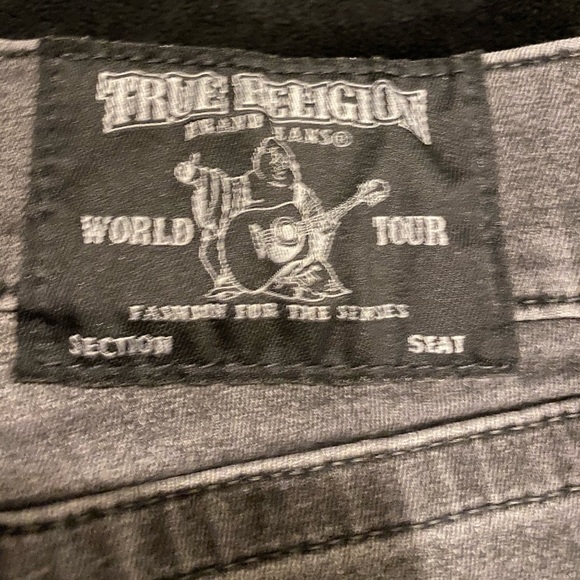 TRUE RELIGION
BRAND JEANS®
WORLD TOUR
FASHION FOR THE SENSES
SECTION SEAT